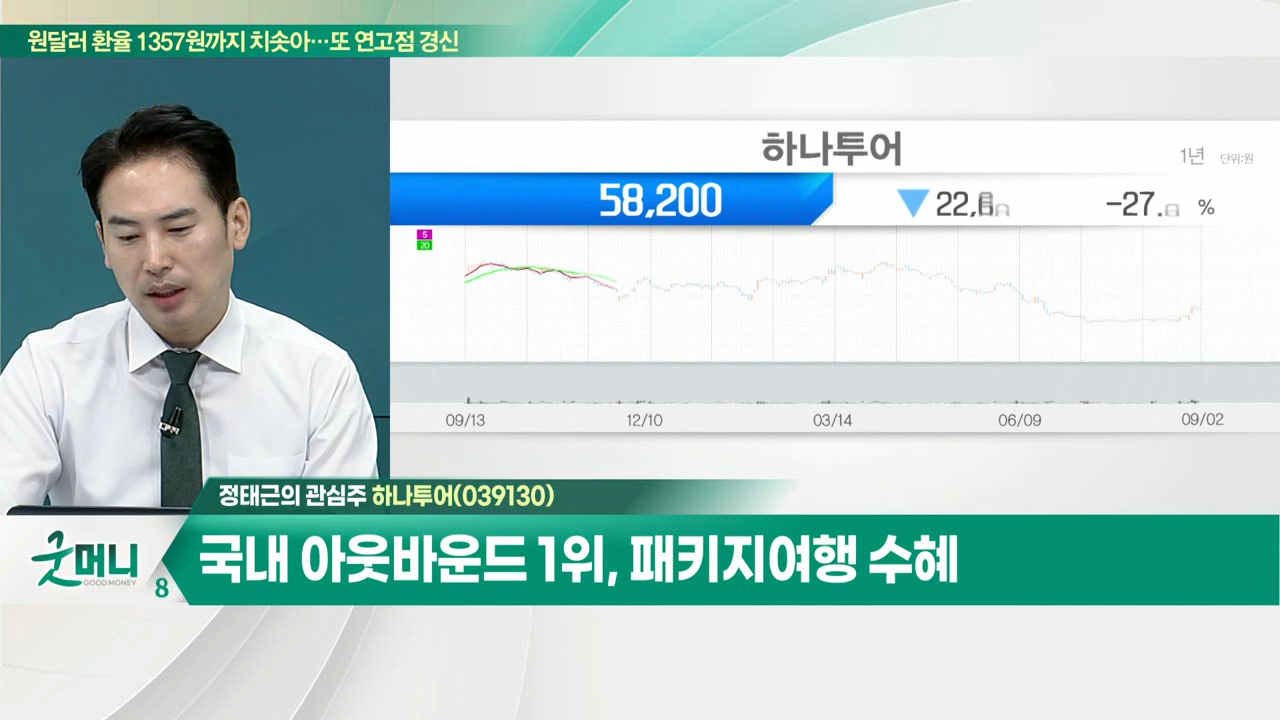 원달러 환율 1357원까지 치솟아…또 연고점 경신
하나투어
1년 단위:원
58,200 ▼ 22, -27. %
5
20
09/13 12/10 03/14 06/09 09/02
정태근의 관심주 하나투어(039130)
굿머니
GOOD MONEY
8
국내 아웃바운드 1위, 패키지여행 수혜